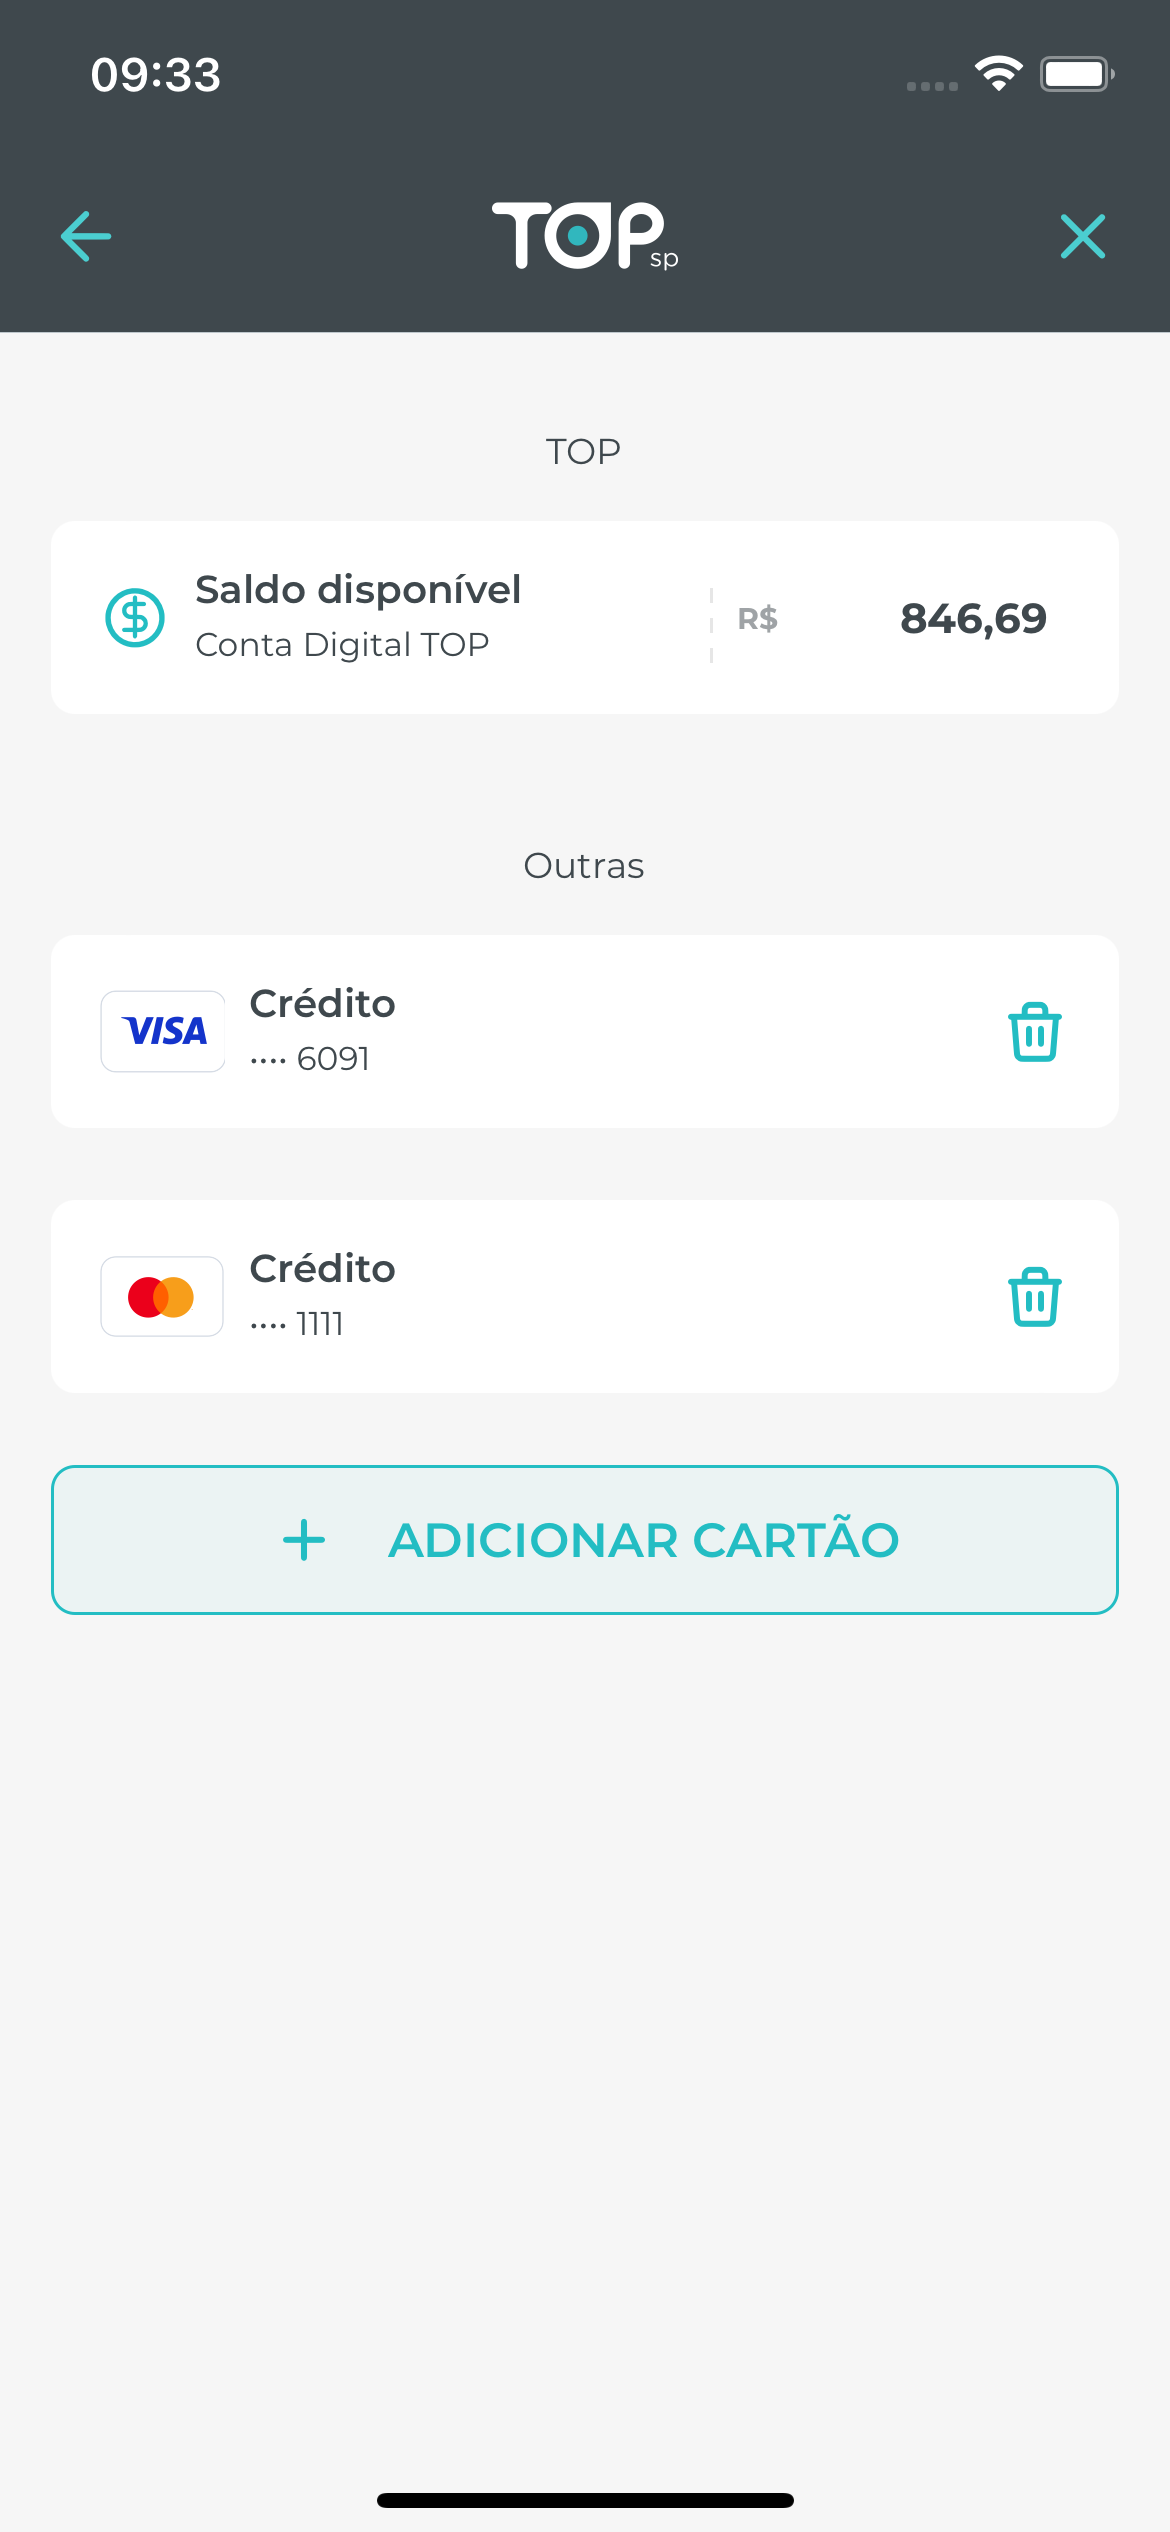 09:33
TOP
sp
TOP
Saldo disponível
Conta Digital TOP
R$ 846,69
Outras
VISA
Crédito
···· 6091
Crédito
···· 1111
ADICIONAR CARTÃO